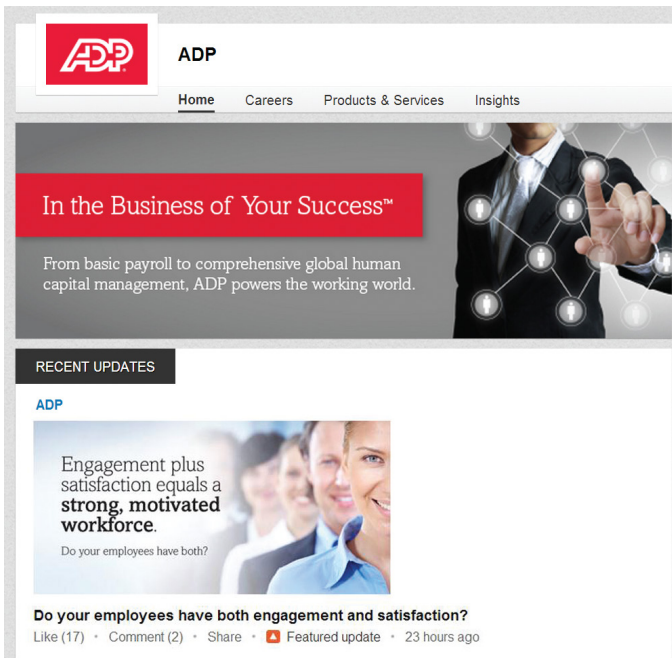 ADP
ADP
Home Careers Products & Services Insights
In the Business of Your Success™
From basic payroll to comprehensive global human
capital management, ADP powers the working world.
RECENT UPDATES
ADP
Engagement plus
satisfaction equals a
strong, motivated
workforce.
Do your employees have both?
Do your employees have both engagement and satisfaction?
Like (17) • Comment (2) • Share • Featured update • 23 hours ago